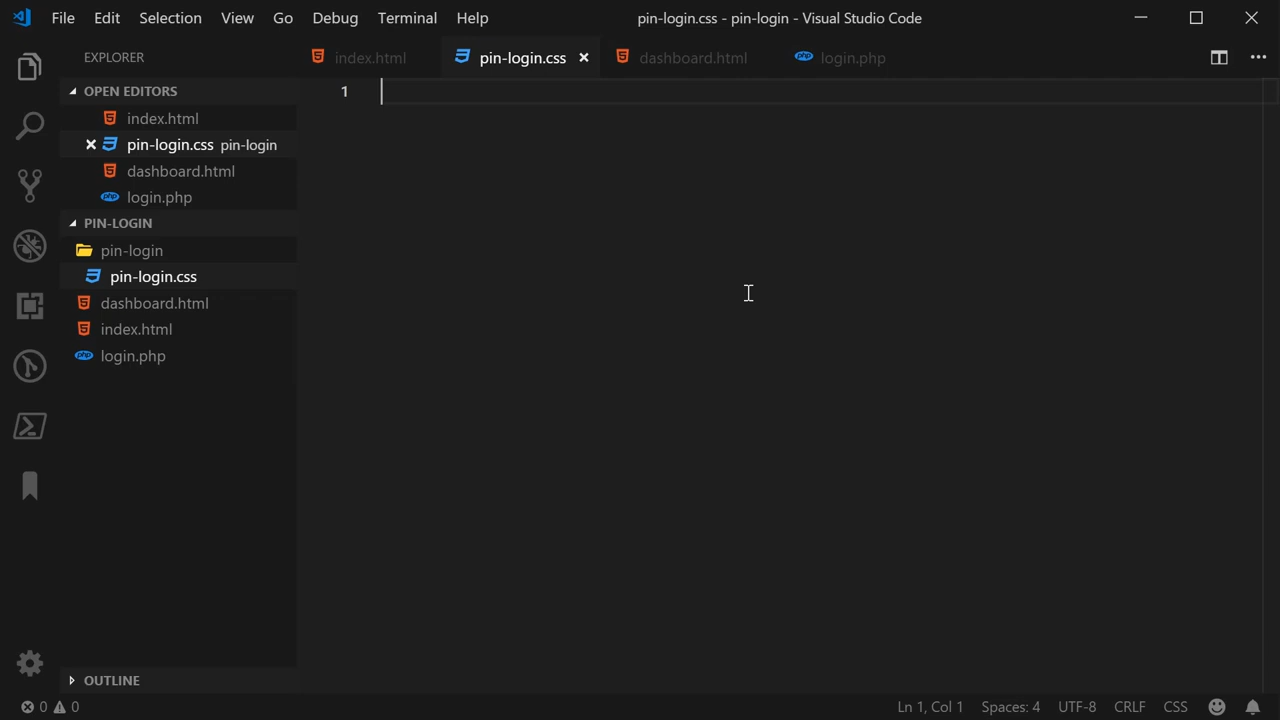 File Edit Selection View Go Debug Terminal Help pin-login.css - pin-login - Visual Studio Code
EXPLORER
index.html pin-login.css dashboard.html login.php
OPEN EDITORS
index.html
pin-login.css pin-login
dashboard.html
login.php
PIN-LOGIN
pin-login
pin-login.css
dashboard.html
index.html
login.php
OUTLINE
1
0 0 Ln 1, Col 1 Spaces: 4 UTF-8 CRLF CSS